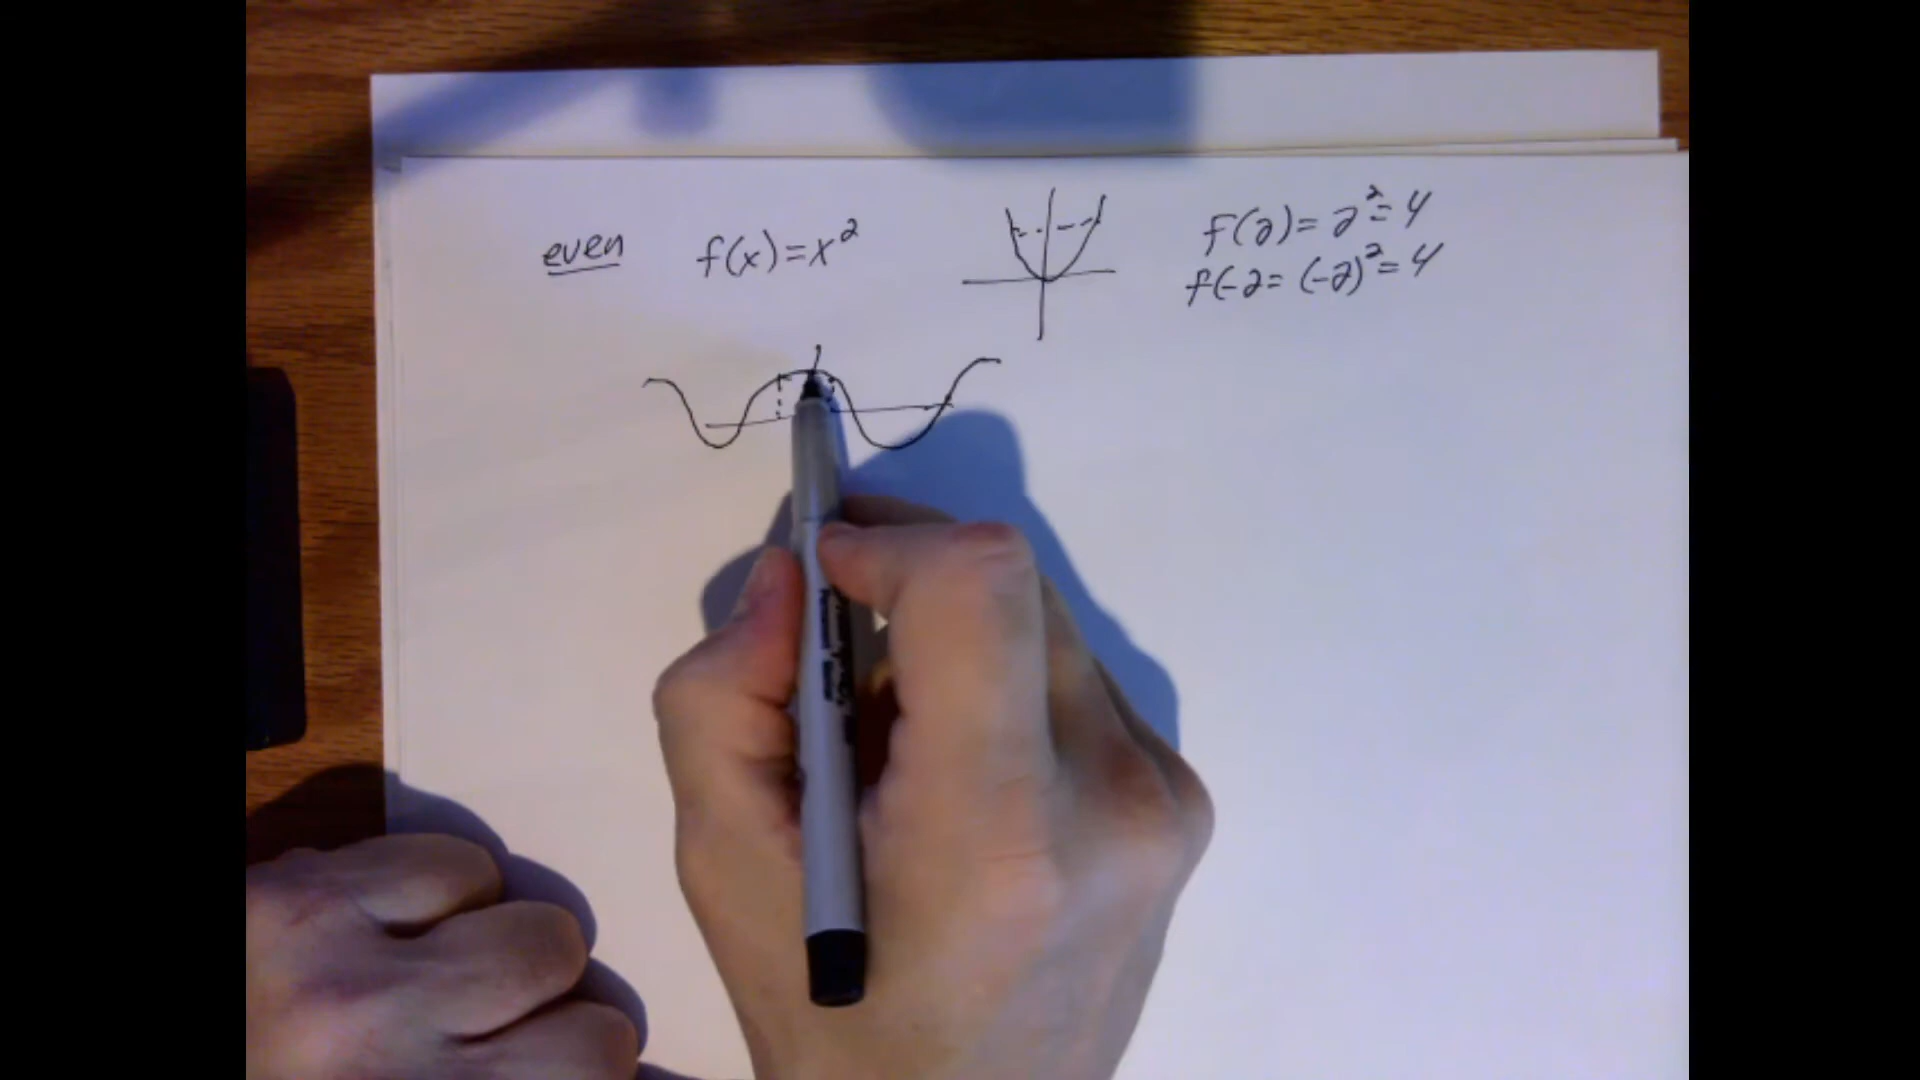 even f(x)=x² f(2)=2²=4
f(-2=(-2)²=4